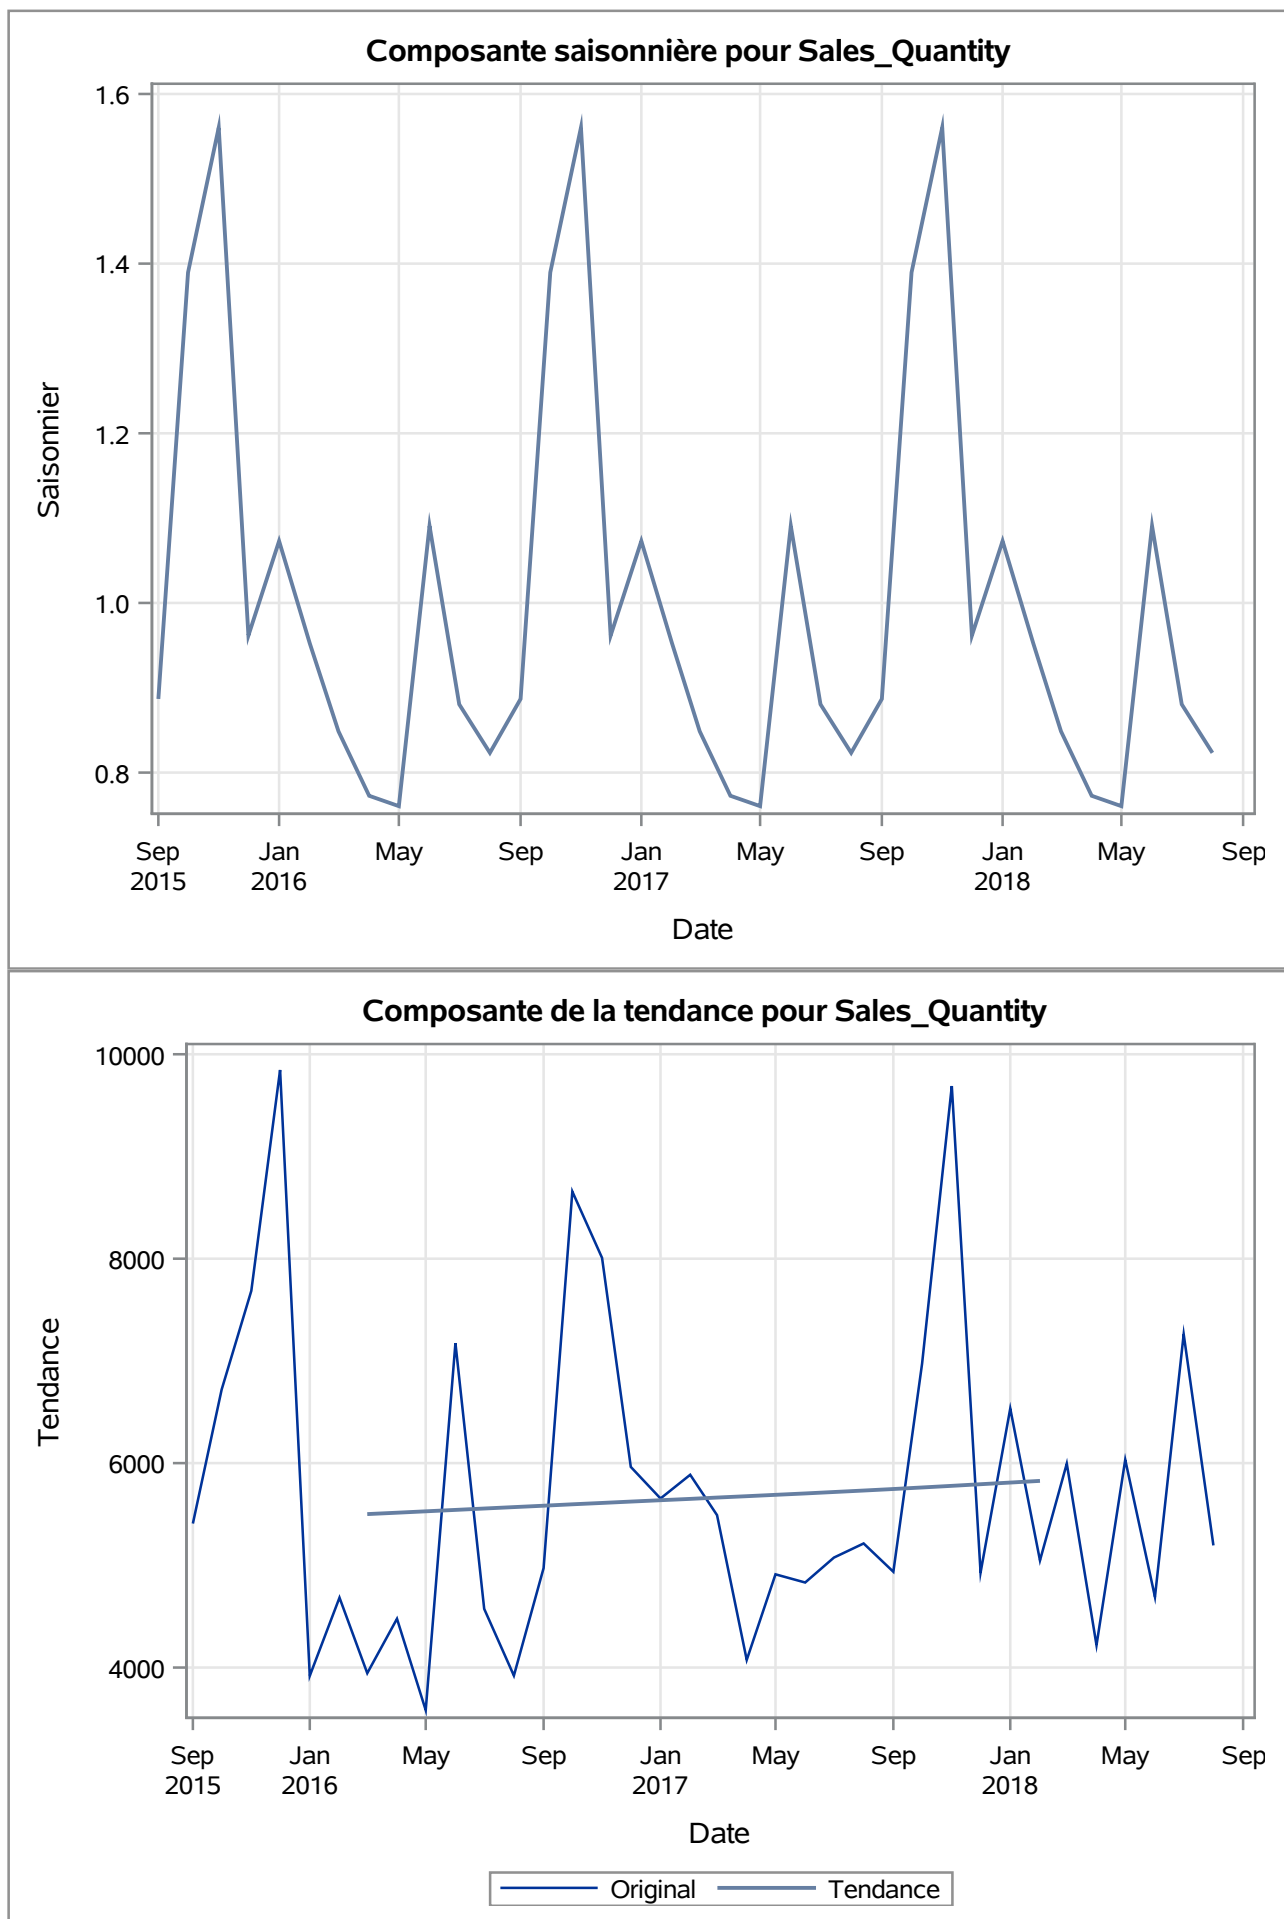 Composante saisonnière pour Sales_Quantity
1.6
1.4
1.2
1.0
0.8
Saisonnier
Sep Jan May Sep Jan May Sep Jan May Sep
2015 2016 2017 2018
Date
Composante de la tendance pour Sales_Quantity
10000
8000
6000
4000
Tendance
Sep Jan May Sep Jan May Sep Jan May Sep
2015 2016 2017 2018
Date
Original Tendance